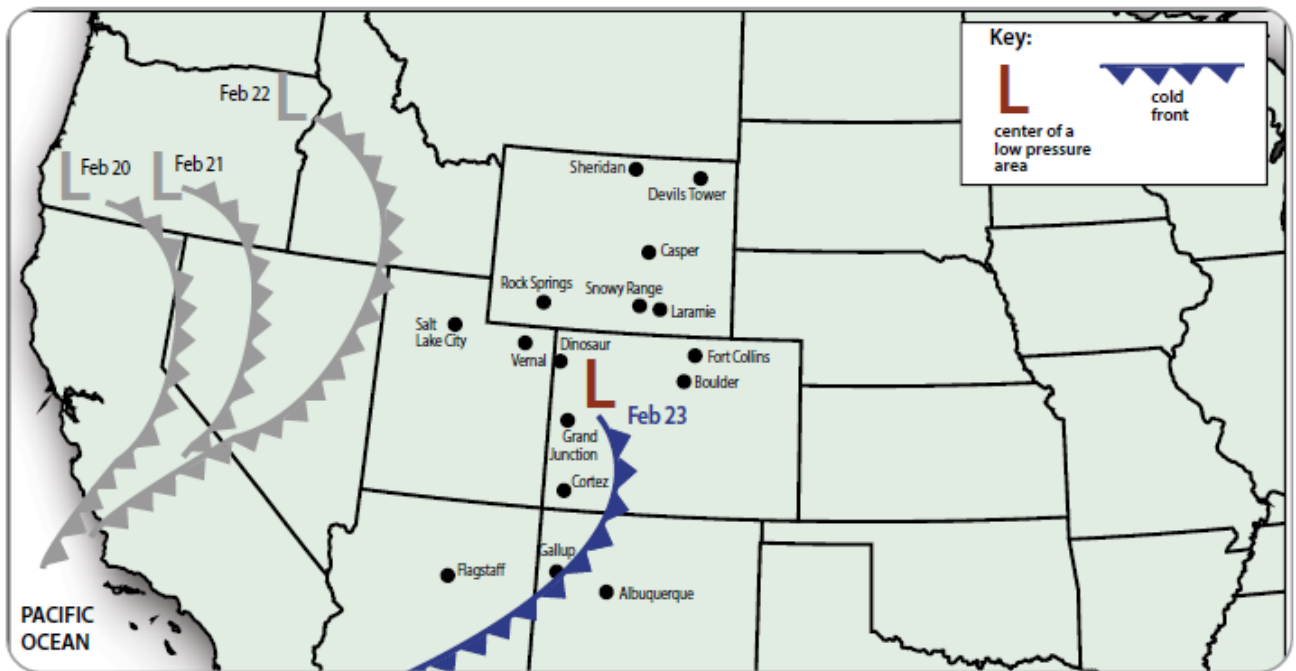 Key:
L
cold
front
center of a
low pressure
area
Feb 22
L
L
Feb 20
L
Feb 21
Sheridan
Devils Tower
Casper
Rock Springs
Snowy Range
Laramie
Salt
Lake City
Vernal
Dinosaur
Fort Collins
Boulder
L
Feb 23
Grand
Junction
Cortez
Gallup
Flagstaff
Albuquerque
PACIFIC
OCEAN